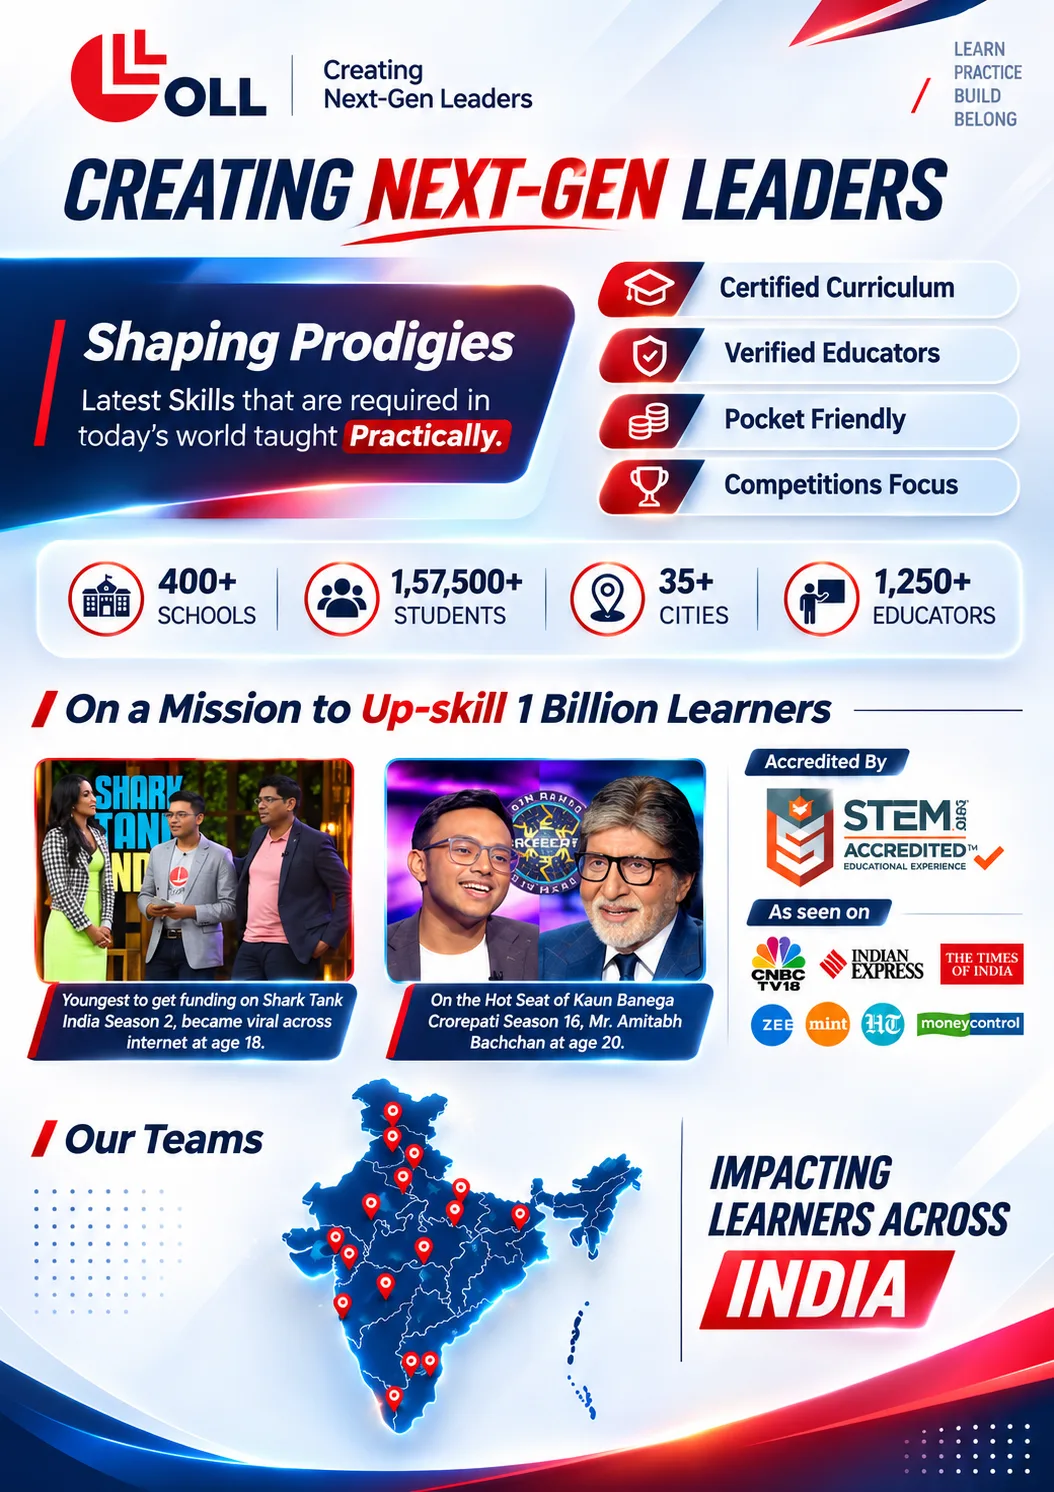 OLL
Creating
Next-Gen Leaders
LEARN
PRACTICE
BUILD
BELONG
CREATING NEXT-GEN LEADERS
Shaping Prodigies
Latest Skills that are required in
today's world taught Practically.
Certified Curriculum
Verified Educators
Pocket Friendly
Competitions Focus
400+
SCHOOLS
1,57,500+
STUDENTS
35+
CITIES
1,250+
EDUCATORS
On a Mission to Up-skill 1 Billion Learners
SHARK
TANK
Youngest to get funding on Shark Tank
India Season 2, became viral across
internet at age 18.
On the Hot Seat of Kaun Banega
Crorepati Season 16, Mr. Amitabh
Bachchan at age 20.
Accredited By
STEM.ORG
ACCREDITED™
EDUCATIONAL EXPERIENCE
As seen on
CNBC
TV18
INDIAN
EXPRESS
THE TIMES
OF INDIA
ZEE
mint
HT
moneycontrol
Our Teams
IMPACTING
LEARNERS ACROSS
INDIA